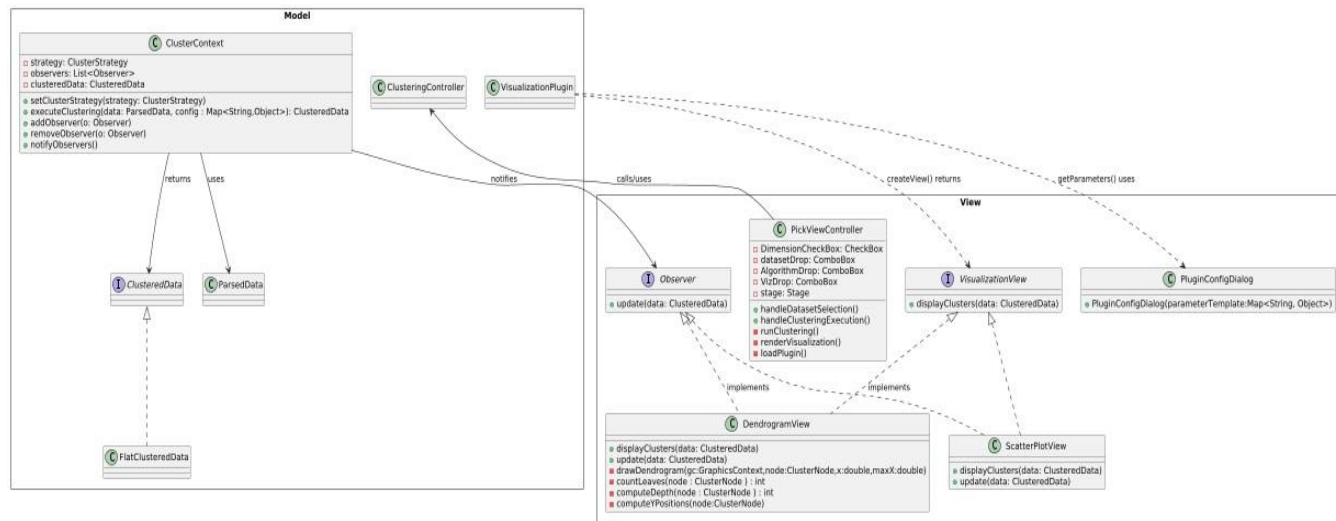 Model
C ClusterContext
strategy: ClusterStrategy
observers: List<Observer>
clusteredData: ClusteredData
setClusterStrategy(strategy: ClusterStrategy)
executeClustering(data: ParsedData, config : Map<String,Object>): ClusteredData
addObserver(o: Observer)
removeObserver(o: Observer)
notifyObservers()
C ClusteringController
C VisualizationPlugin
returns
uses
notifies
calls/uses
createView() returns
getParameters() uses
I ClusteredData
C ParsedData
C FlatClusteredData
View
C PickViewController
DimensionCheckBox: CheckBox
datasetDrop: ComboBox
AlgorithmDrop: ComboBox
VizDrop: ComboBox
stage: Stage
handleDatasetSelection()
handleClusteringExecution()
runClustering()
renderVisualization()
loadPlugin()
I Observer
update(data: ClusteredData)
I VisualizationView
displayClusters(data: ClusteredData)
C PluginConfigDialog
PluginConfigDialog(parameterTemplate:Map<String, Object>)
implements
implements
C DendrogramView
displayClusters(data: ClusteredData)
update(data: ClusteredData)
drawDendrogram(gc:GraphicsContext,node:ClusterNode,x:double,maxX:double)
countLeaves(node : ClusterNode ) : int
computeDepth(node : ClusterNode ) : int
computeYPositions(node:ClusterNode)
C ScatterPlotView
displayClusters(data: ClusteredData)
update(data: ClusteredData)